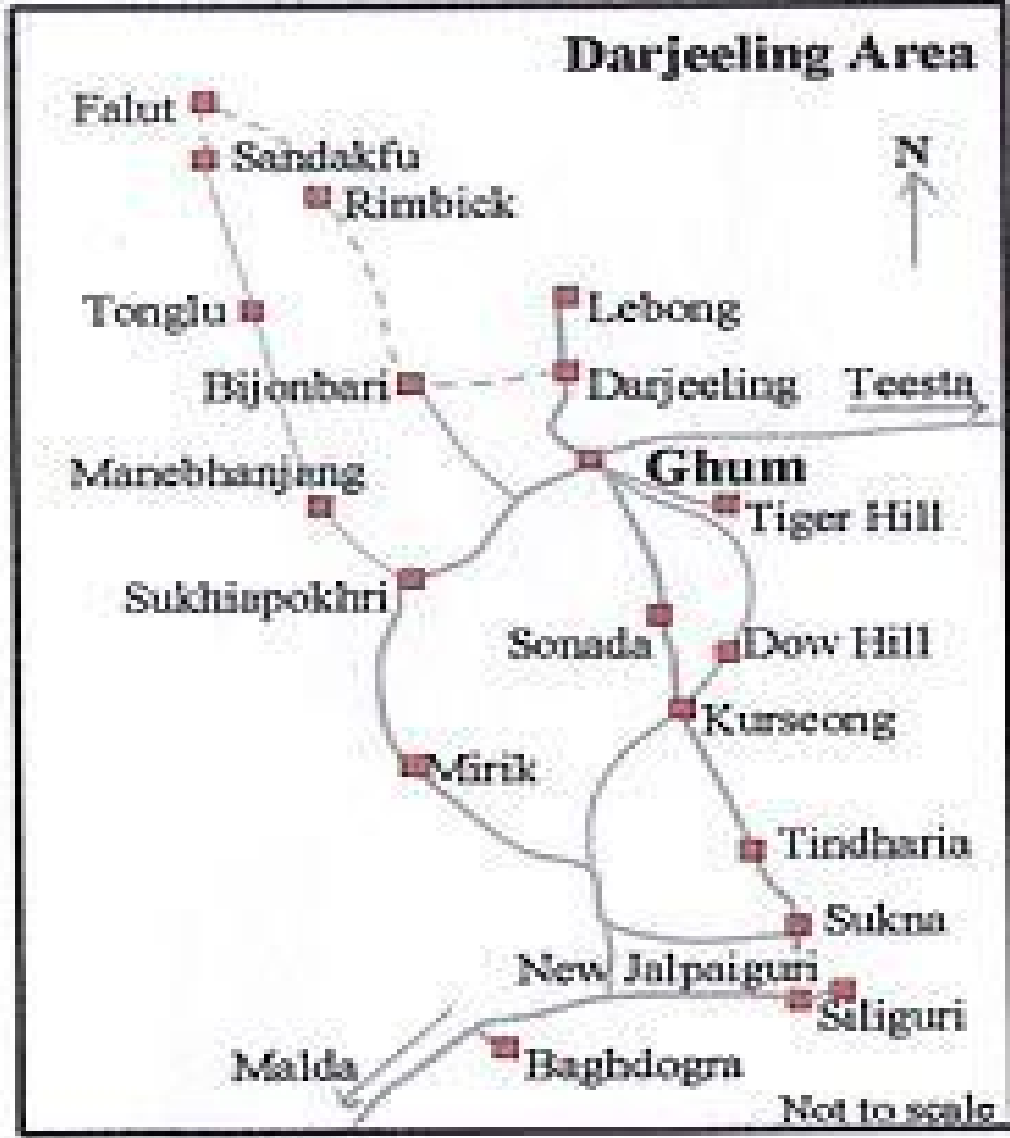 Darjeeling Area
Falut
N
Sandakfu
Rimbick
Tonglu
Lebong
Bijonbari
Darjeeling
Teesta
Ghum
Manebhanjang
Tiger Hill
Sukhiapokhri
Sonada
Dow Hill
Kurseong
Mirik
Tindharia
Sukna
New Jalpaiguri
Siliguri
Malda
Baghdogra
Not to scale